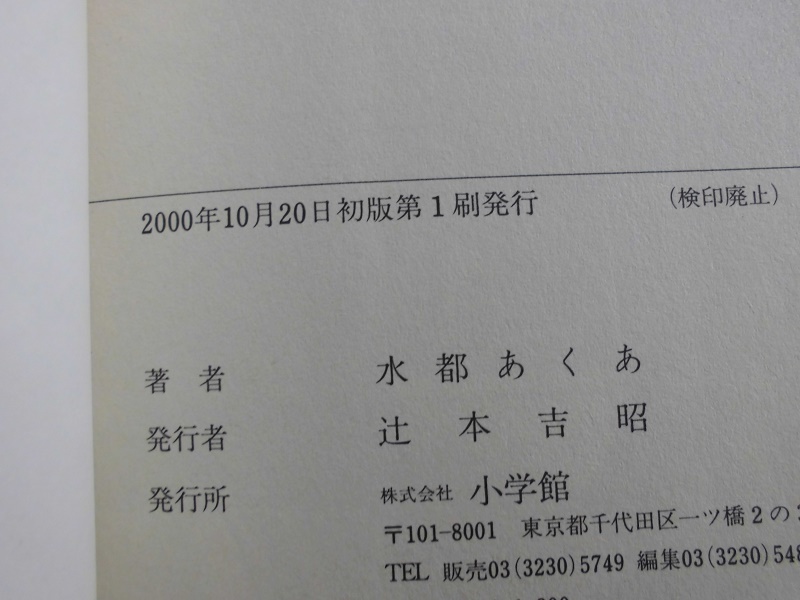 2000年10月20日初版第1刷発行 (検印廃止)
著者 水都あくあ
発行者 辻本吉昭
発行所 株式会社 小学館
〒101-8001 東京都千代田区一ツ橋2の
TEL 販売03(3230)5749 編集03(3230)548